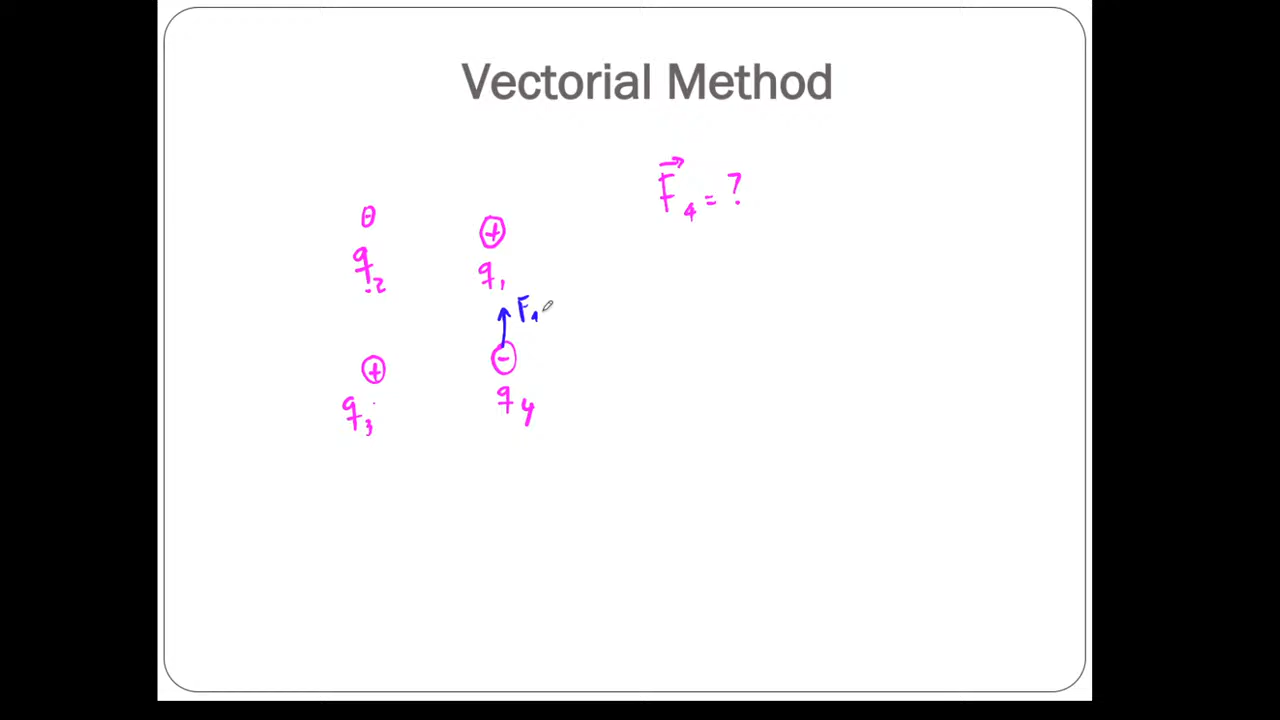 Vectorial Method
F⃗₄ = ?
⊖ ⊕
q₂ q₁
F₁
⊕ ⊖
q₃ q₄